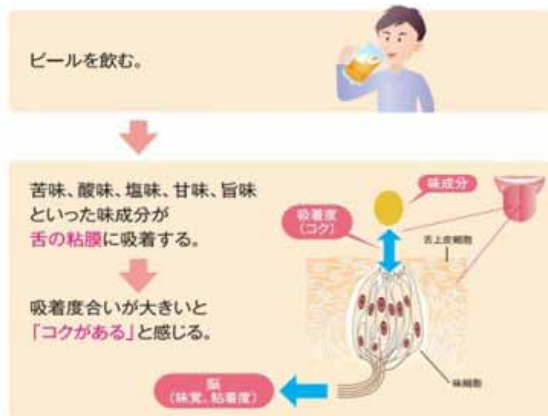 ビールを飲む。
苦味、酸味、塩味、甘味、旨味
といった味成分が
舌の粘膜に吸着する。
吸着度合いが大きいと
「コクがある」と感じる。
味成分
吸着度
(コク)
舌上皮細胞
味細胞
脳
(味覚、粘着度)